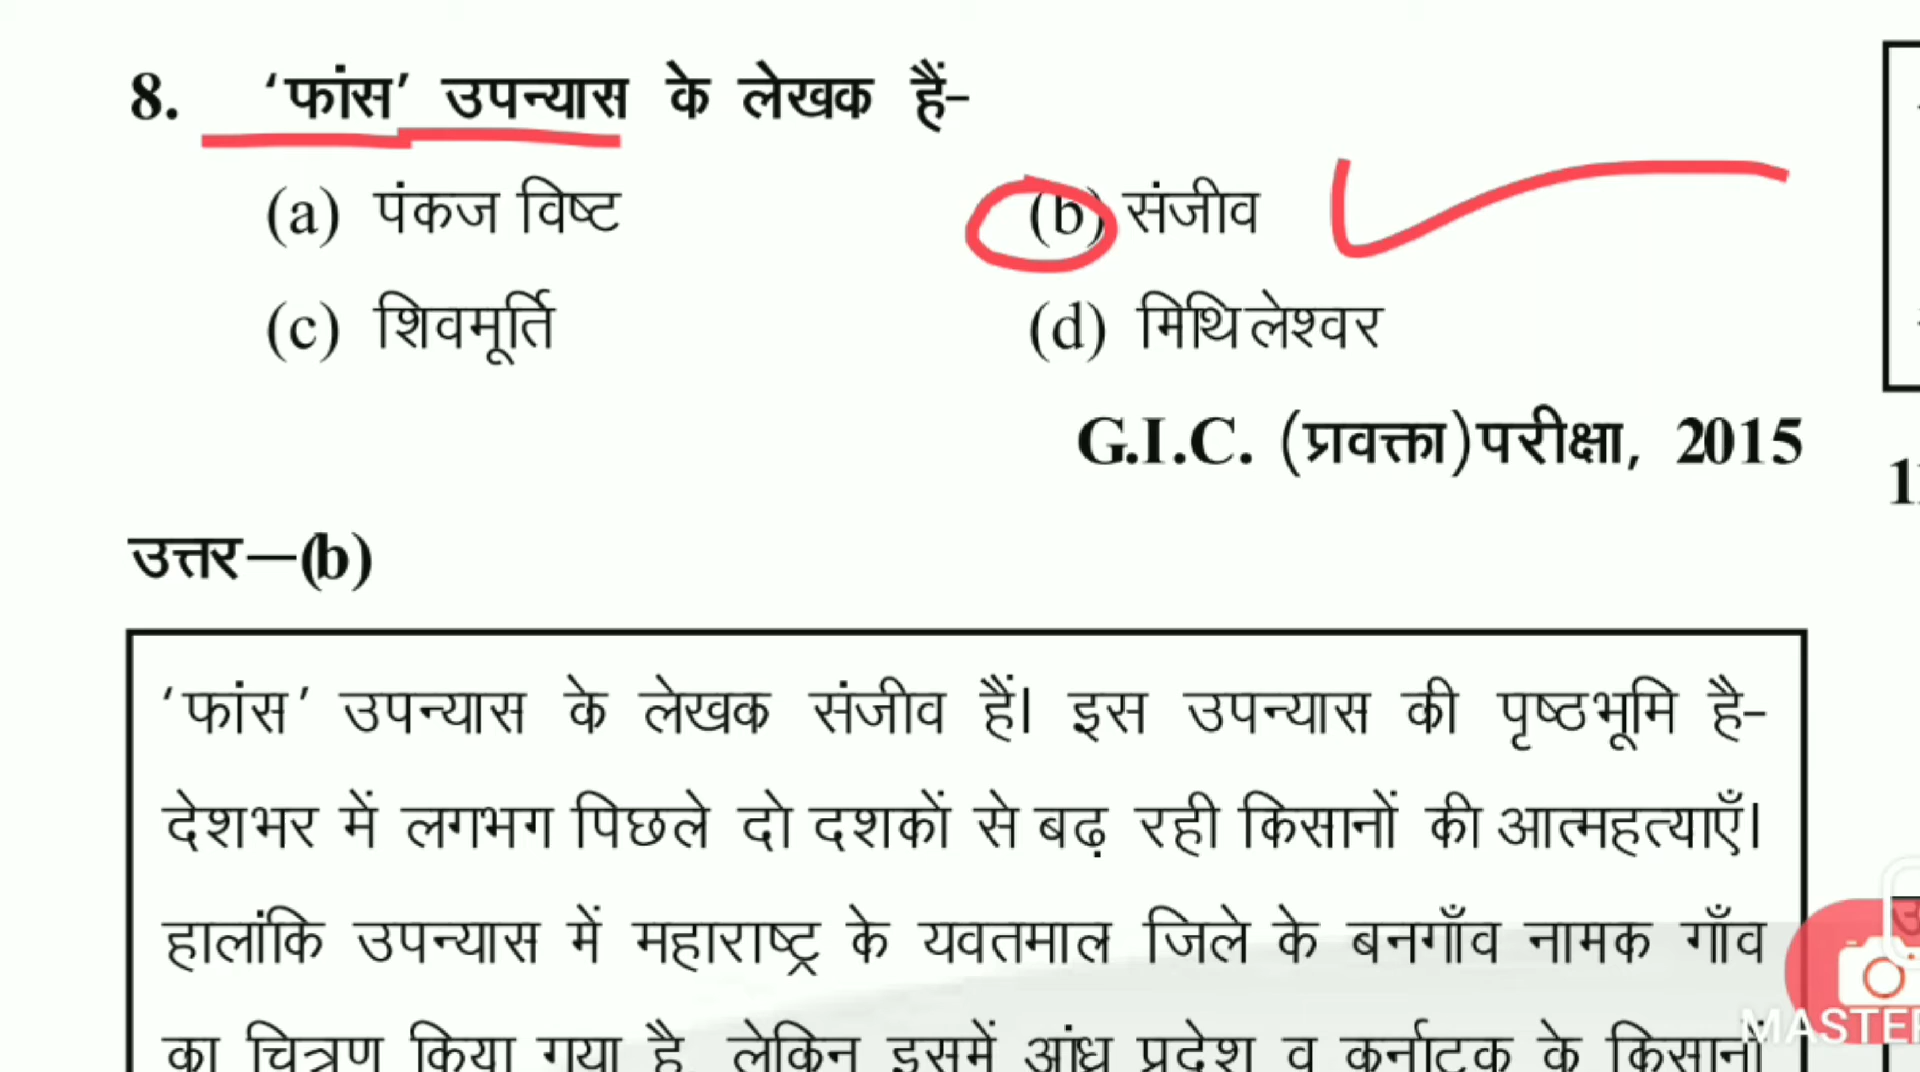 8. ‘फांस’ उपन्यास के लेखक हैं-
(a) पंकज विष्ट (b) संजीव
(c) शिवमूर्ति (d) मिथिलेश्वर
G.I.C. (प्रवक्ता)परीक्षा, 2015
उत्तर—(b)
‘फांस’ उपन्यास के लेखक संजीव हैं। इस उपन्यास की पृष्ठभूमि है-
देशभर में लगभग पिछले दो दशकों से बढ़ रही किसानों की आत्महत्याएँ।
हालांकि उपन्यास में महाराष्ट्र के यवतमाल जिले के बनगाँव नामक गाँव
का चित्रण किया गया है, लेकिन इसमें आंध्र प्रदेश व कर्नाटक के किसानों